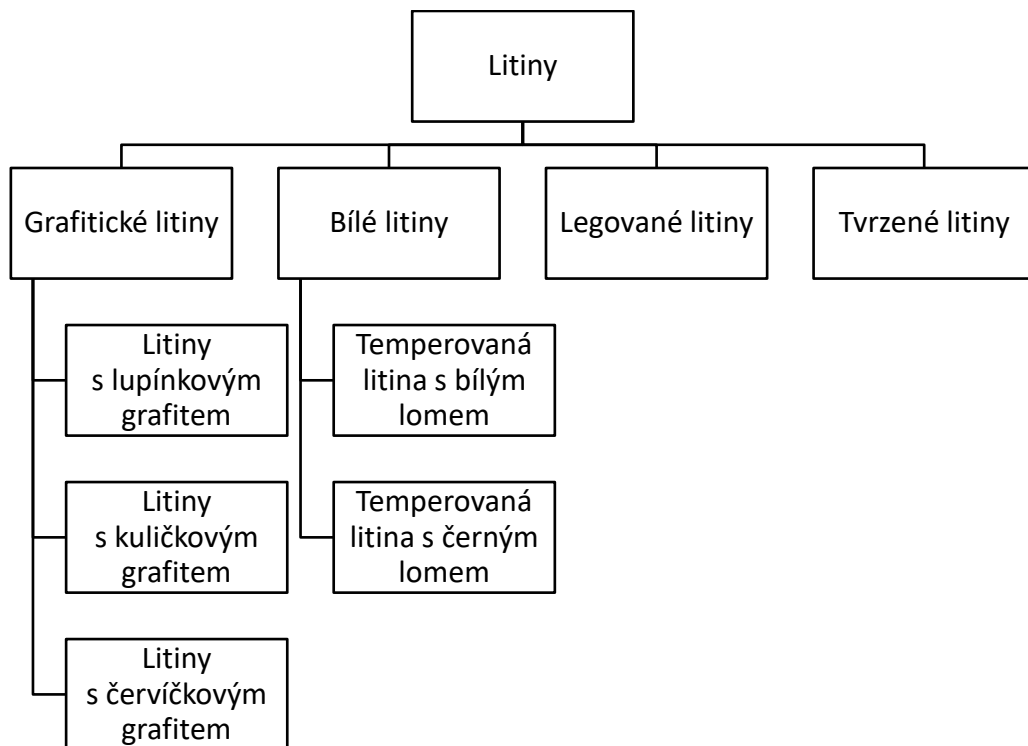 Litiny
Grafitické litiny
Bílé litiny
Legované litiny
Tvrzené litiny
Litiny
s lupínkovým
grafitem
Temperovaná
litina s bílým
lomem
Litiny
s kuličkovým
grafitem
Temperovaná
litina s černým
lomem
Litiny
s červíčkovým
grafitem